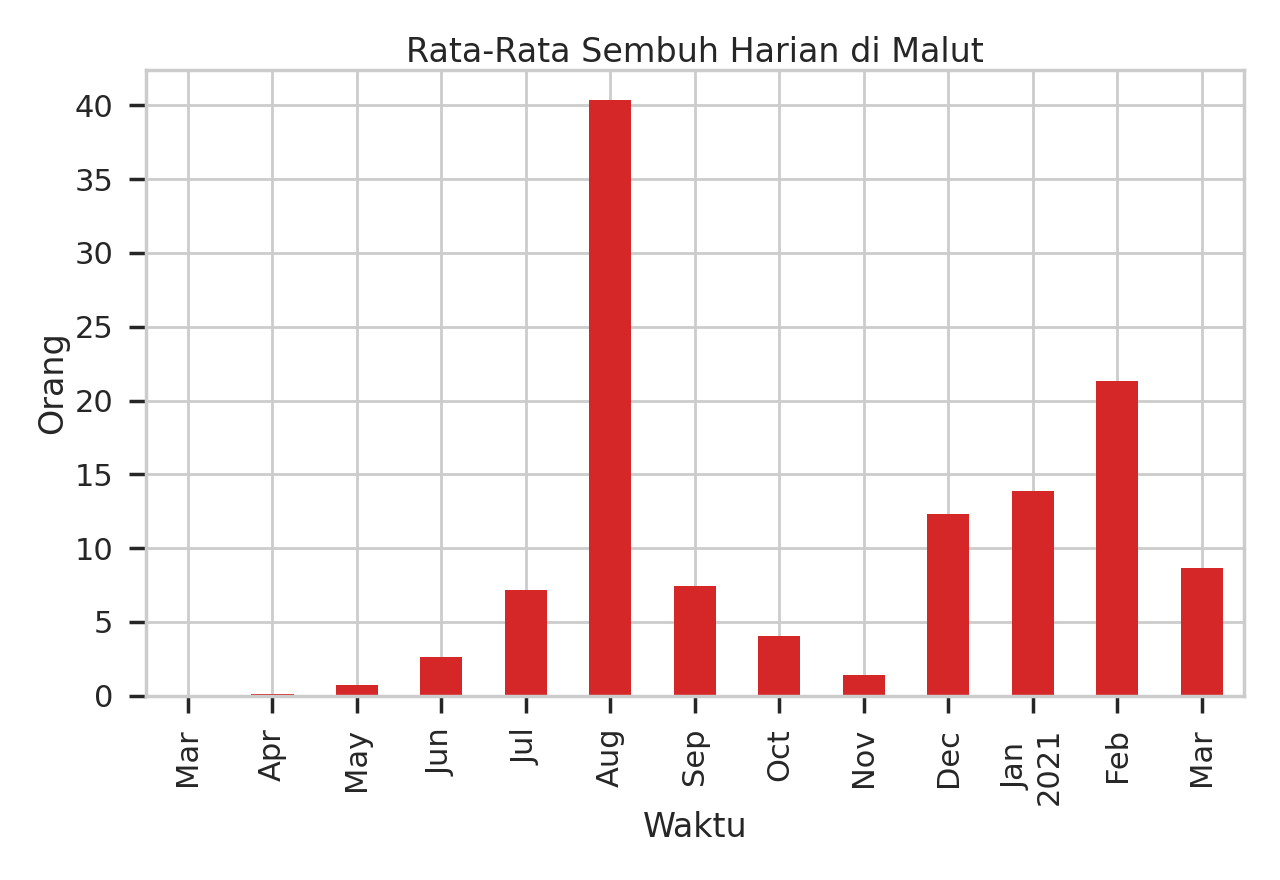 Rata-Rata Sembuh Harian di Malut
Orang
40
35
30
25
20
15
10
5
0
Mar
Apr
May
Jun
Jul
Aug
Sep
Oct
Nov
Dec
Jan
2021
Feb
Mar
Waktu